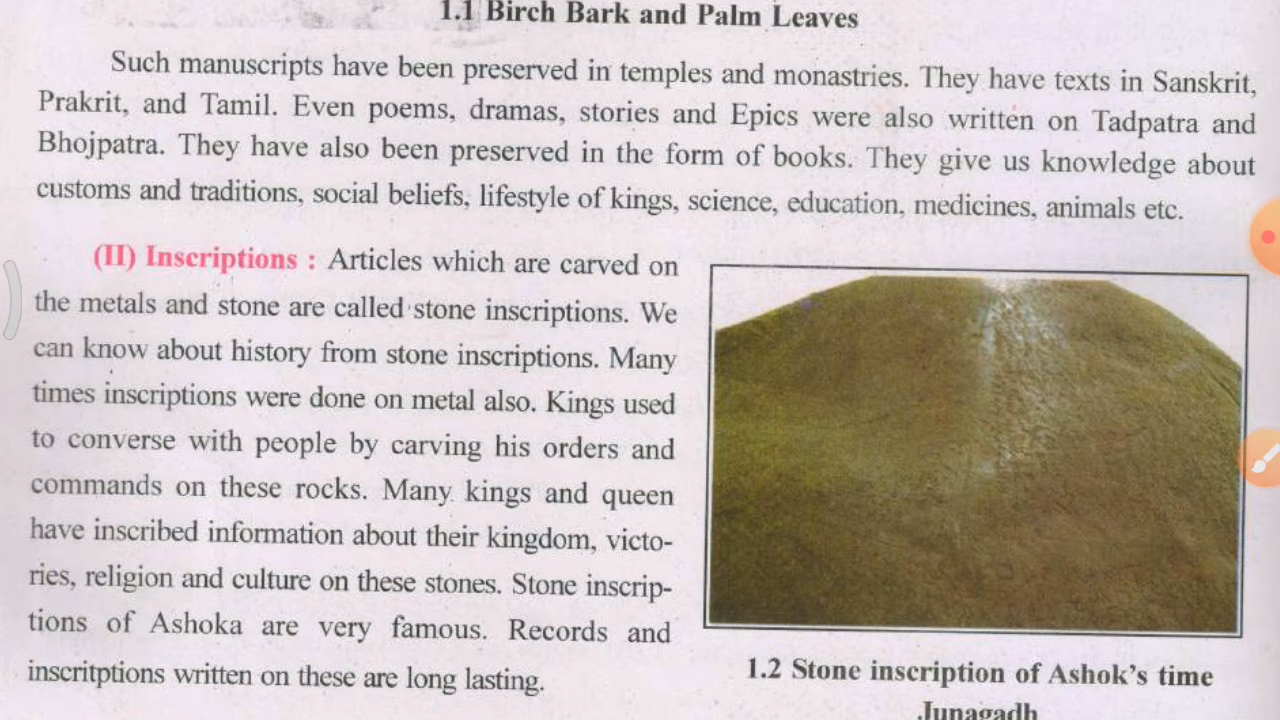 1.1 Birch Bark and Palm Leaves
Such manuscripts have been preserved in temples and monastries. They have texts in Sanskrit,
Prakrit, and Tamil. Even poems, dramas, stories and Epics were also written on Tadpatra and
Bhojpatra. They have also been preserved in the form of books. They give us knowledge about
customs and traditions, social beliefs, lifestyle of kings, science, education, medicines, animals etc.
(II) Inscriptions : Articles which are carved on
the metals and stone are called stone inscriptions. We
can know about history from stone inscriptions. Many
times inscriptions were done on metal also. Kings used
to converse with people by carving his orders and
commands on these rocks. Many kings and queen
have inscribed information about their kingdom, victo-
ries, religion and culture on these stones. Stone inscrip-
tions of Ashoka are very famous. Records and
inscritptions written on these are long lasting.
1.2 Stone inscription of Ashok's time
Junagadh